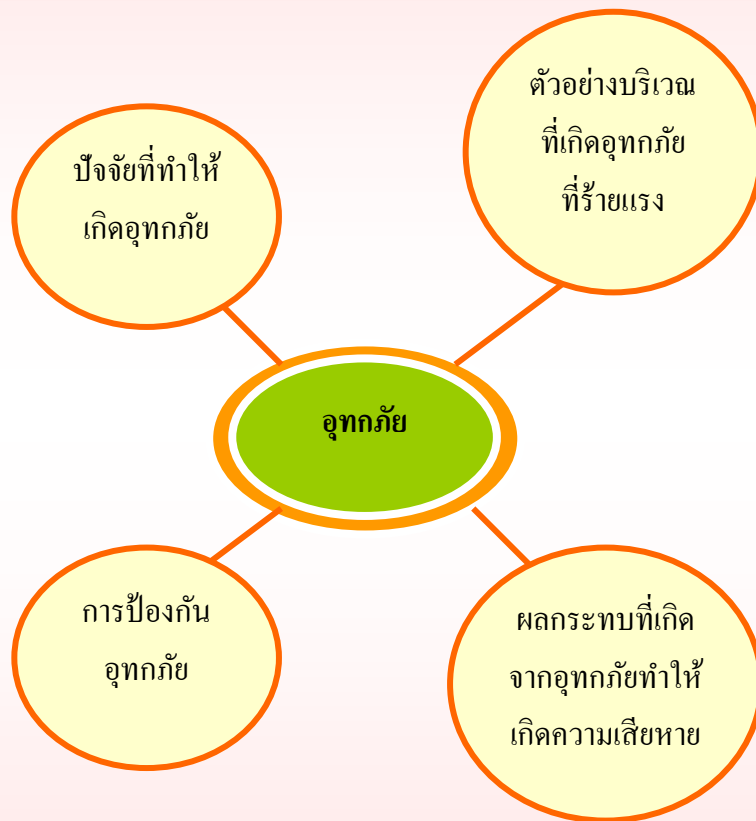 ปัจจัยที่ทำให้
เกิดอุทกภัย
ตัวอย่างบริเวณ
ที่เกิดอุทกภัย
ที่ร้ายแรง
อุทกภัย
การป้องกัน
อุทกภัย
ผลกระทบที่เกิด
จากอุทกภัยทำให้
เกิดความเสียหาย